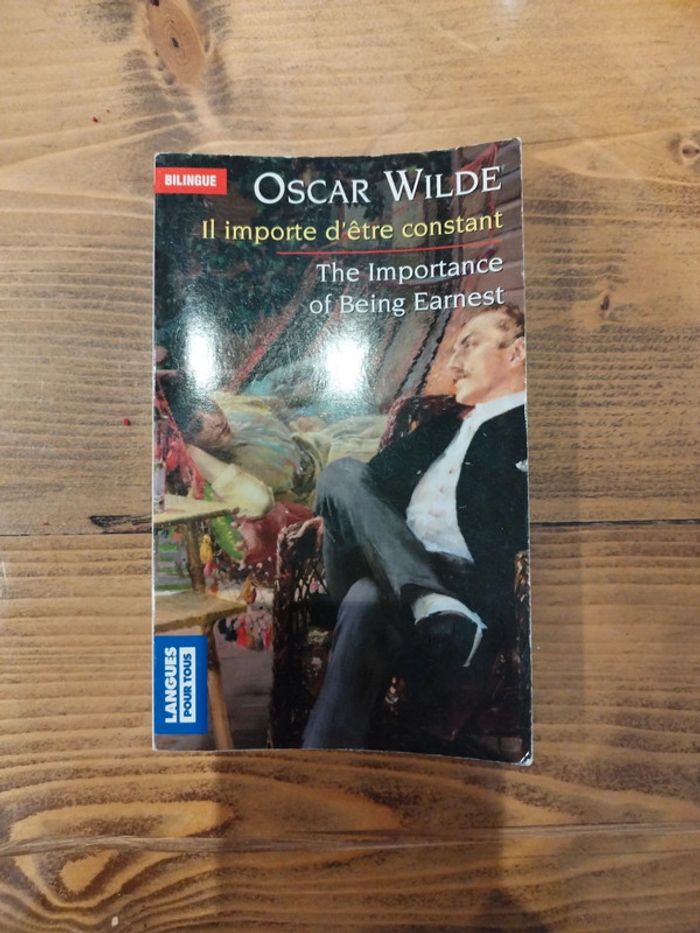 BILINGUE
OSCAR WILDE
Il importe d'être constant
The Importance
of Being Earnest
LANGUES
POUR TOUS